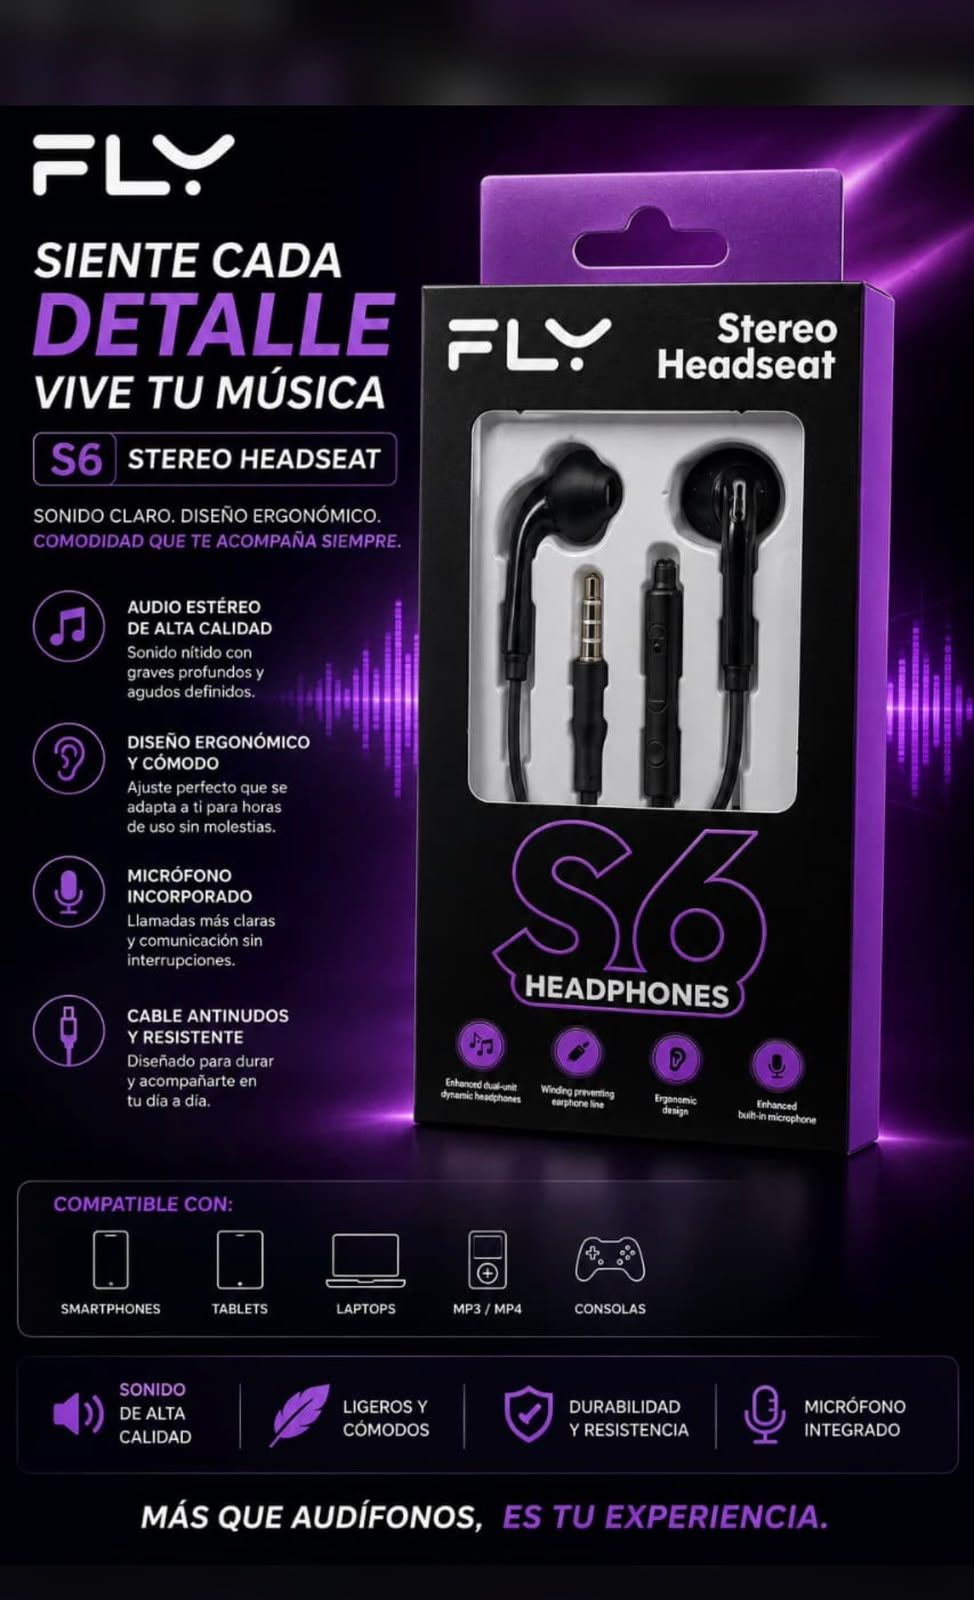 FLY
SIENTE CADA
DETALLE
VIVE TU MÚSICA
S6 STEREO HEADSEAT
SONIDO CLARO. DISEÑO ERGONÓMICO.
COMODIDAD QUE TE ACOMPAÑA SIEMPRE.
AUDIO ESTÉREO
DE ALTA CALIDAD
Sonido nítido con
graves profundos y
agudos definidos.
DISEÑO ERGONÓMICO
Y CÓMODO
Ajuste perfecto que se
adapta a ti para horas
de uso sin molestias.
MICRÓFONO
INCORPORADO
Llamadas más claras
y comunicación sin
interrupciones.
CABLE ANTINUDOS
Y RESISTENTE
Diseñado para durar
y acompañarte en
tu día a día.
FLY
Stereo
Headseat
S6
HEADPHONES
Enhanced dual-unit
dynamic headphones
Winding preventing
earphone line
Ergonomic
design
Enhanced
built-in microphone
COMPATIBLE CON:
SMARTPHONES
TABLETS
LAPTOPS
MP3 / MP4
CONSOLAS
SONIDO
DE ALTA
CALIDAD
LIGEROS Y
CÓMODOS
DURABILIDAD
Y RESISTENCIA
MICRÓFONO
INTEGRADO
MÁS QUE AUDÍFONOS, ES TU EXPERIENCIA.